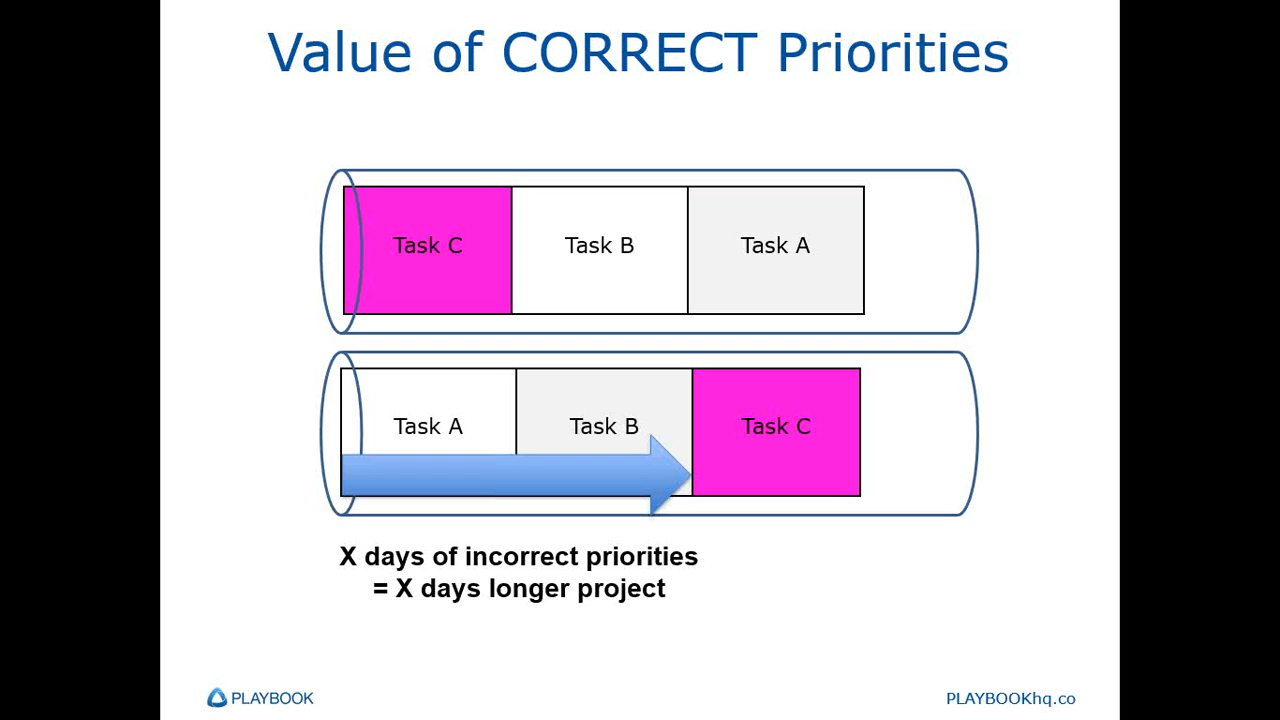 Value of CORRECT Priorities
Task C Task B Task A
Task A Task B Task C
X days of incorrect priorities
= X days longer project
PLAYBOOK PLAYBOOKhq.co